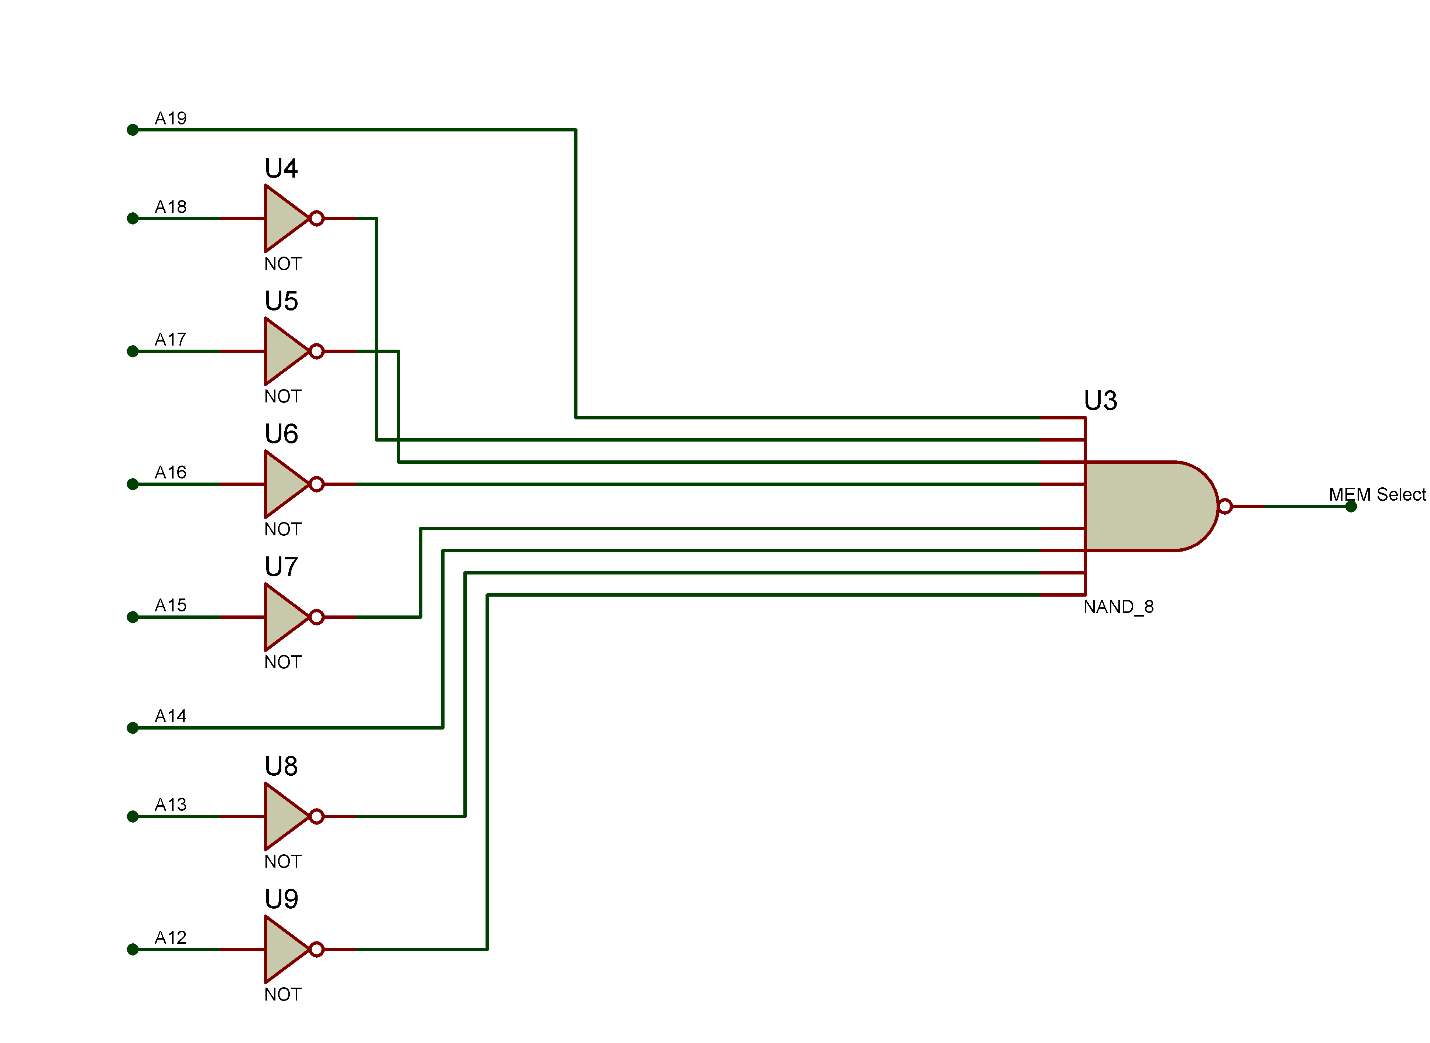 A19
U4
A18
NOT
U5
A17
NOT
U6
A16
NOT
U7
A15
NOT
A14
U8
A13
NOT
U9
A12
NOT
U3
MEM Select
NAND_8